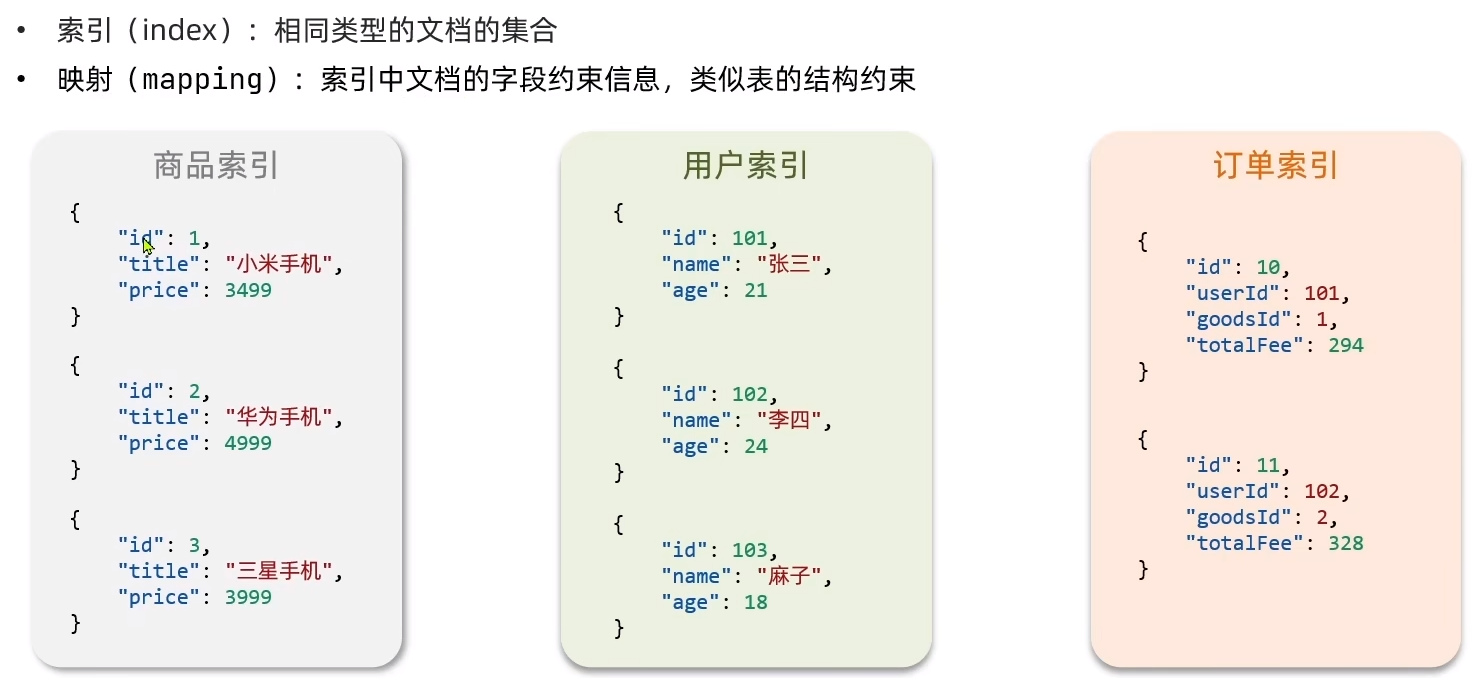 • 索引（index）：相同类型的文档的集合
• 映射（mapping）：索引中文档的字段约束信息，类似表的结构约束
商品索引
{
"id": 1,
"title": "小米手机",
"price": 3499
}
{
"id": 2,
"title": "华为手机",
"price": 4999
}
{
"id": 3,
"title": "三星手机",
"price": 3999
}
用户索引
{
"id": 101,
"name": "张三",
"age": 21
}
{
"id": 102,
"name": "李四",
"age": 24
}
{
"id": 103,
"name": "麻子",
"age": 18
}
订单索引
{
"id": 10,
"userId": 101,
"goodsId": 1,
"totalFee": 294
}
{
"id": 11,
"userId": 102,
"goodsId": 2,
"totalFee": 328
}